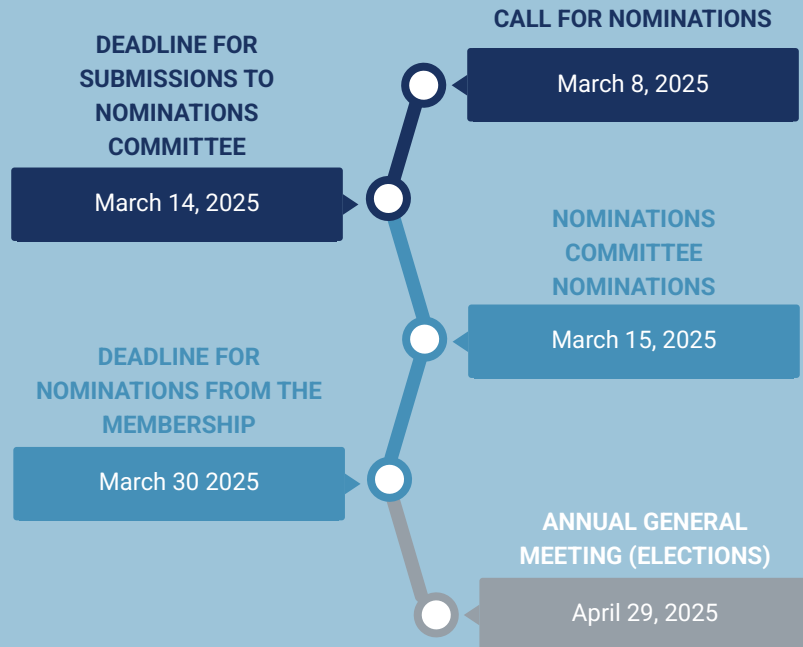 CALL FOR NOMINATIONS
March 8, 2025
DEADLINE FOR
SUBMISSIONS TO
NOMINATIONS
COMMITTEE
March 14, 2025
NOMINATIONS
COMMITTEE
NOMINATIONS
March 15, 2025
DEADLINE FOR
NOMINATIONS FROM THE
MEMBERSHIP
March 30 2025
ANNUAL GENERAL
MEETING (ELECTIONS)
April 29, 2025